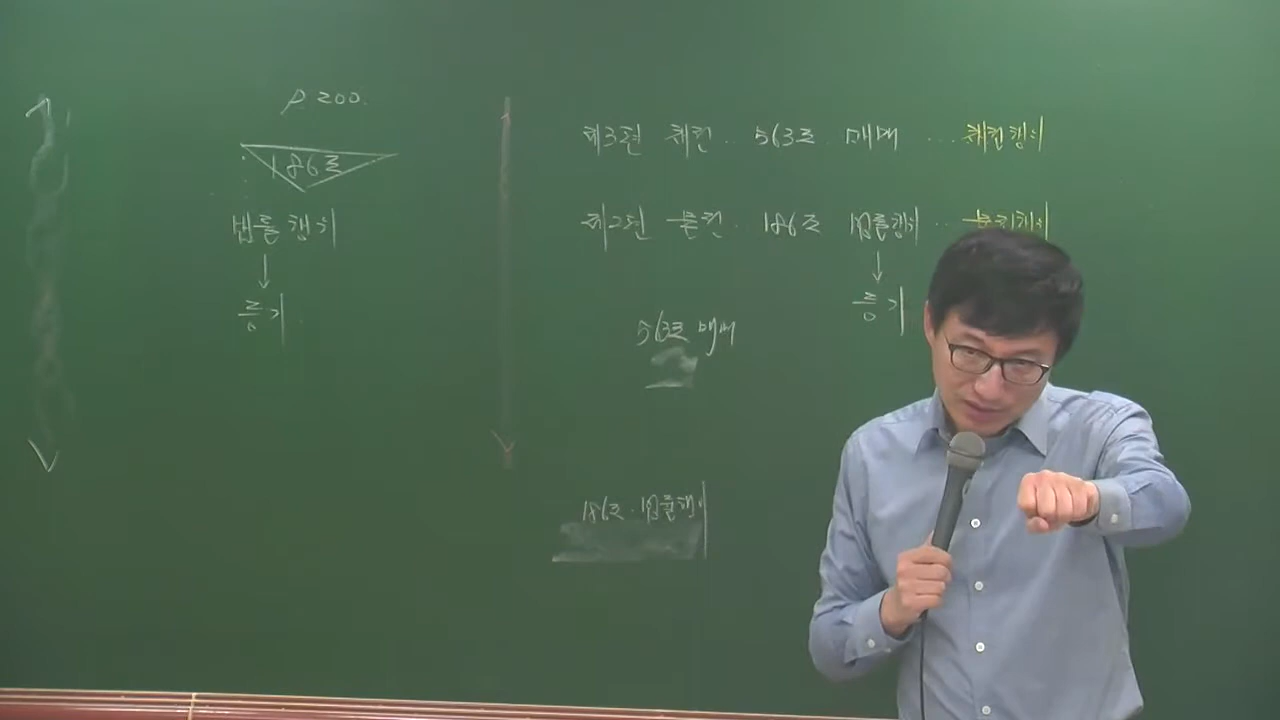 P. 200.
186조
법률행위
↓
등기
제3편 채권 .. 563조 매매 ... 채권행위
제2편 물권 .. 186조 법률행위 ... 물권행위
↓
등기
563조 매매
186조. 법률행위